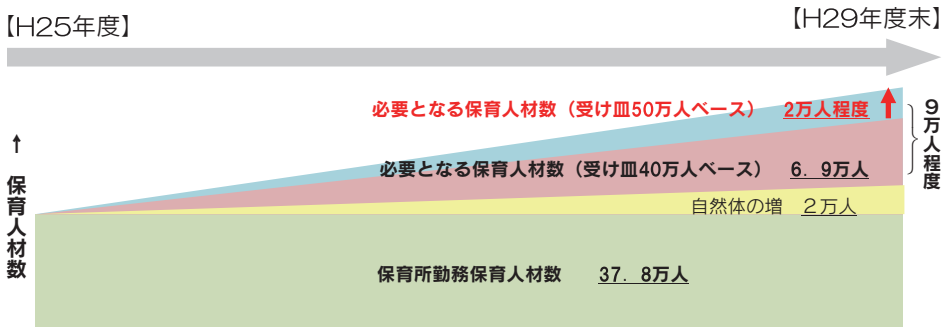 【H25年度】
【H29年度末】
必要となる保育人材数（受け皿50万人ベース） 2万人程度
9万人程度
↑ 保育人材数
必要となる保育人材数（受け皿40万人ベース） 6．9万人
自然体の増 2万人
保育所勤務保育人材数 37．8万人